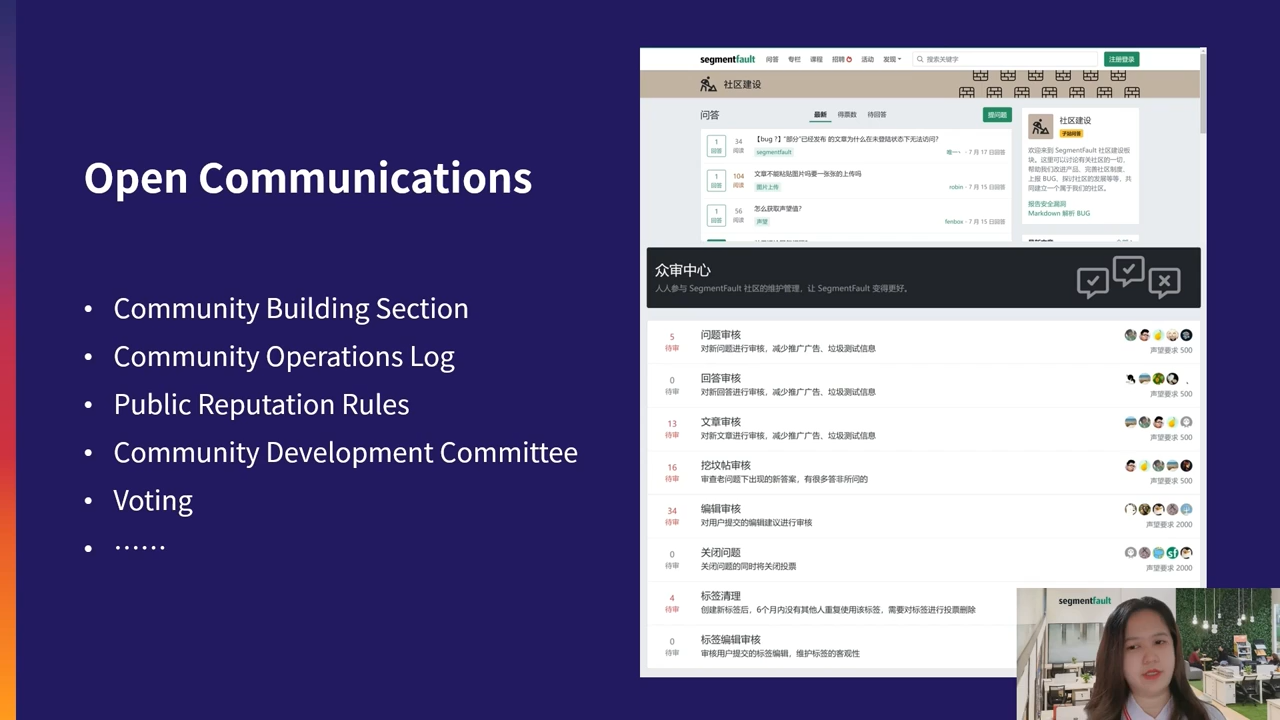 Open Communications
• Community Building Section
• Community Operations Log
• Public Reputation Rules
• Community Development Committee
• Voting
• ······
segmentfault 问答 专栏 课程 招聘 活动 发现 搜索关键字 注册登录
社区建设
问答 最新 得票数 待回答 提问题
1 回答 34 阅读 【bug ?】"部分"已经发布 的文章为什么在未登陆状态下无法访问?
segmentfault 7 月 17 日回答
1 回答 104 阅读 文章不能粘贴图片吗要一张张的上传吗
图片上传 robin · 7 月 15 日回答
1 回答 56 阅读 怎么获取声望值?
声望 fenbox · 7 月 15 日回答
社区建设
子站问答
欢迎来到 SegmentFault 社区建设板
块。这里可以讨论有关社区的一切,
帮助我们改进产品,完善社区制度,
上报 BUG,探讨社区的发展等等,共
同建立一个属于我们的社区。
报告安全漏洞
Markdown 解析 BUG
众审中心
人人参与 SegmentFault 社区的维护管理,让 SegmentFault 变得更好。
5 待审 问题审核
对新问题进行审核,减少推广广告、垃圾测试信息 声望要求 500
0 待审 回答审核
对新回答进行审核,减少推广广告、垃圾测试信息 声望要求 500
13 待审 文章审核
对新文章进行审核,减少推广广告、垃圾测试信息 声望要求 500
16 待审 挖坟帖审核
审查老问题下出现的新答案,有很多答非所问的 声望要求 500
34 待审 编辑审核
对用户提交的编辑建议进行审核 声望要求 2000
0 待审 关闭问题
关闭问题的同时将关闭投票 声望要求 2000
4 待审 标签清理
创建新标签后,6个月内没有其他人重复使用该标签,需要对标签进行投票删除
0 待审 标签编辑审核
审核用户提交的标签编辑,维护标签的客观性
segmentfault